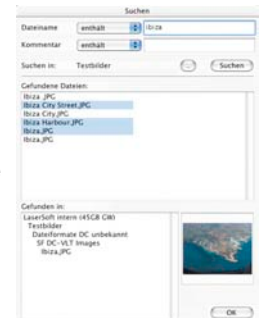 Suchen
Dateiname enthält ibiza
Kommentar enthält
Suchen in: Testbilder Suchen
Gefundene Dateien:
Ibiza .JPG
Ibiza City Street.JPG
Ibiza City.JPG
Ibiza Harbour.JPG
Ibiza.JPG
Ibiza.JPG
Gefunden in:
LaserSoft intern (45GB GW)
Testbilder
Dateiformate DC unbekannt
SF DC-VLT Images
Ibiza.JPG
OK